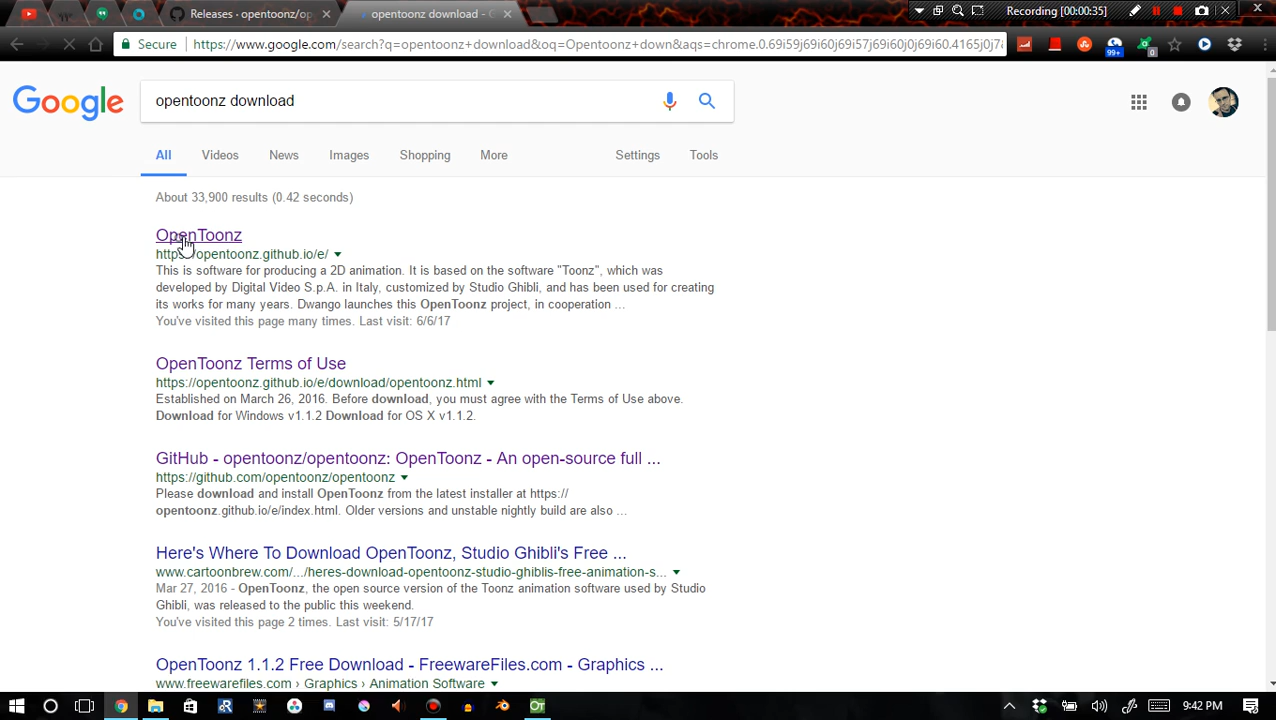 Releases · opentoonz/op
opentoonz download - G
Recording [00:00:35]
Secure
https://www.google.com/search?q=opentoonz+download&oq=Opentoonz+down&aqs=chrome.0.69i59j69i60j69i57j69i60j0j69i60.4165j0j7
99+
0
Google
opentoonz download
All
Videos
News
Images
Shopping
More
Settings
Tools
About 33,900 results (0.42 seconds)
OpenToonz
https://opentoonz.github.io/e/
This is software for producing a 2D animation. It is based on the software "Toonz", which was
developed by Digital Video S.p.A. in Italy, customized by Studio Ghibli, and has been used for creating
its works for many years. Dwango launches this OpenToonz project, in cooperation ...
You've visited this page many times. Last visit: 6/6/17
OpenToonz Terms of Use
https://opentoonz.github.io/e/download/opentoonz.html
Established on March 26, 2016. Before download, you must agree with the Terms of Use above.
Download for Windows v1.1.2 Download for OS X v1.1.2.
GitHub - opentoonz/opentoonz: OpenToonz - An open-source full ...
https://github.com/opentoonz/opentoonz
Please download and install OpenToonz from the latest installer at https://
opentoonz.github.io/e/index.html. Older versions and unstable nightly build are also ...
Here's Where To Download OpenToonz, Studio Ghibli's Free ...
www.cartoonbrew.com/.../heres-download-opentoonz-studio-ghiblis-free-animation-s...
Mar 27, 2016 - OpenToonz, the open source version of the Toonz animation software used by Studio
Ghibli, was released to the public this weekend.
You've visited this page 2 times. Last visit: 5/17/17
OpenToonz 1.1.2 Free Download - FreewareFiles.com - Graphics ...
www.freewarefiles.com › Graphics › Animation Software
9:42 PM